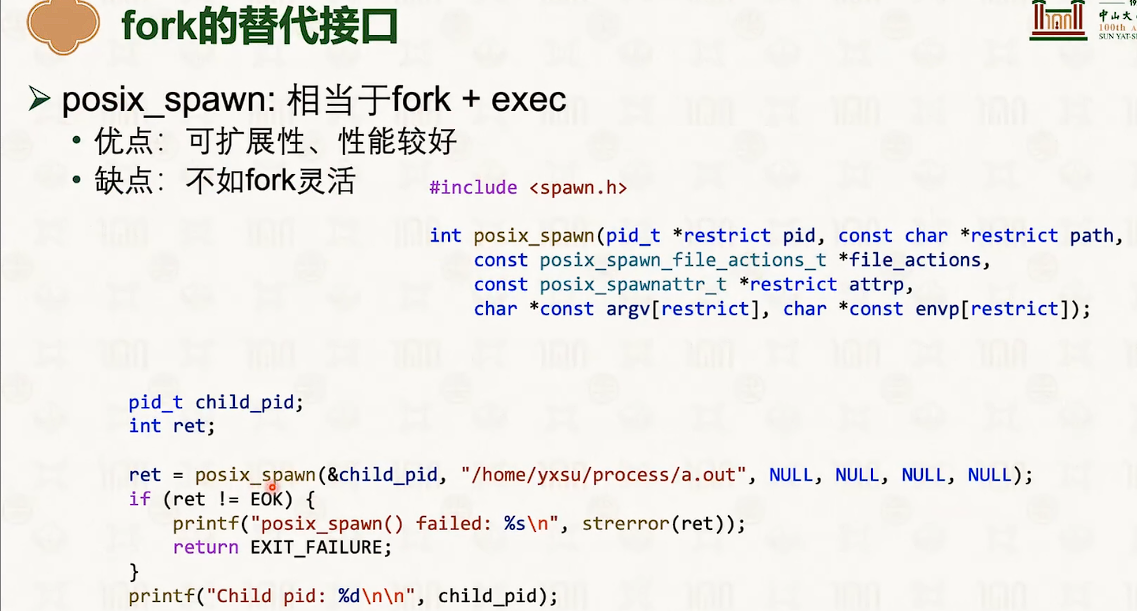 fork的替代接口
中山大
100th A
SUN YAT-SE
➢ posix_spawn: 相当于fork + exec
• 优点：可扩展性、性能较好
• 缺点：不如fork灵活
#include <spawn.h>
int posix_spawn(pid_t *restrict pid, const char *restrict path,
const posix_spawn_file_actions_t *file_actions,
const posix_spawnattr_t *restrict attrp,
char *const argv[restrict], char *const envp[restrict]);
pid_t child_pid;
int ret;
ret = posix_spawn(&child_pid, "/home/yxsu/process/a.out", NULL, NULL, NULL, NULL);
if (ret != EOK) {
printf("posix_spawn() failed: %s\n", strerror(ret));
return EXIT_FAILURE;
}
printf("Child pid: %d\n\n", child_pid);